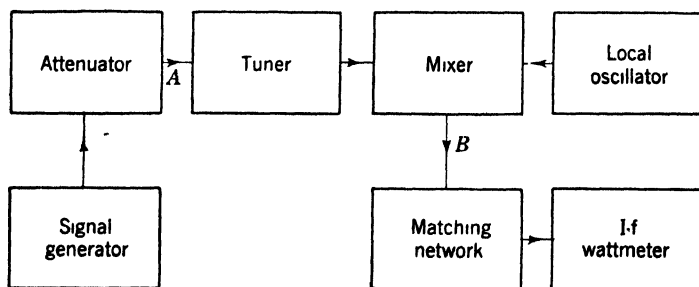 Attenuator
A
Tuner
Mixer
Local
oscillator
B
Signal
generator
Matching
network
I·f
wattmeter